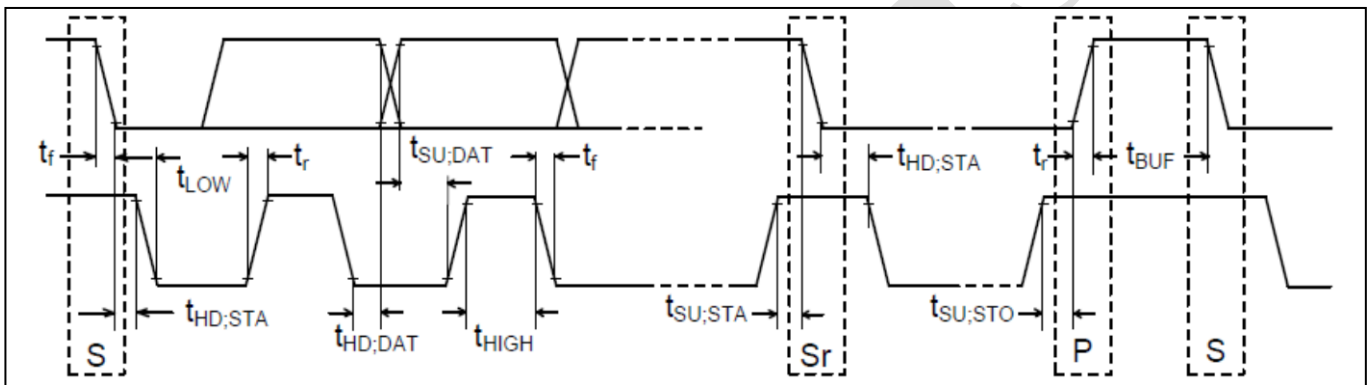 tf
tLOW
tr
tSU;DAT
tf
tHD;STA
tr
tBUF
tHD;STA
tHD;DAT
tHIGH
tSU;STA
tSU;STO
S
Sr
P
S